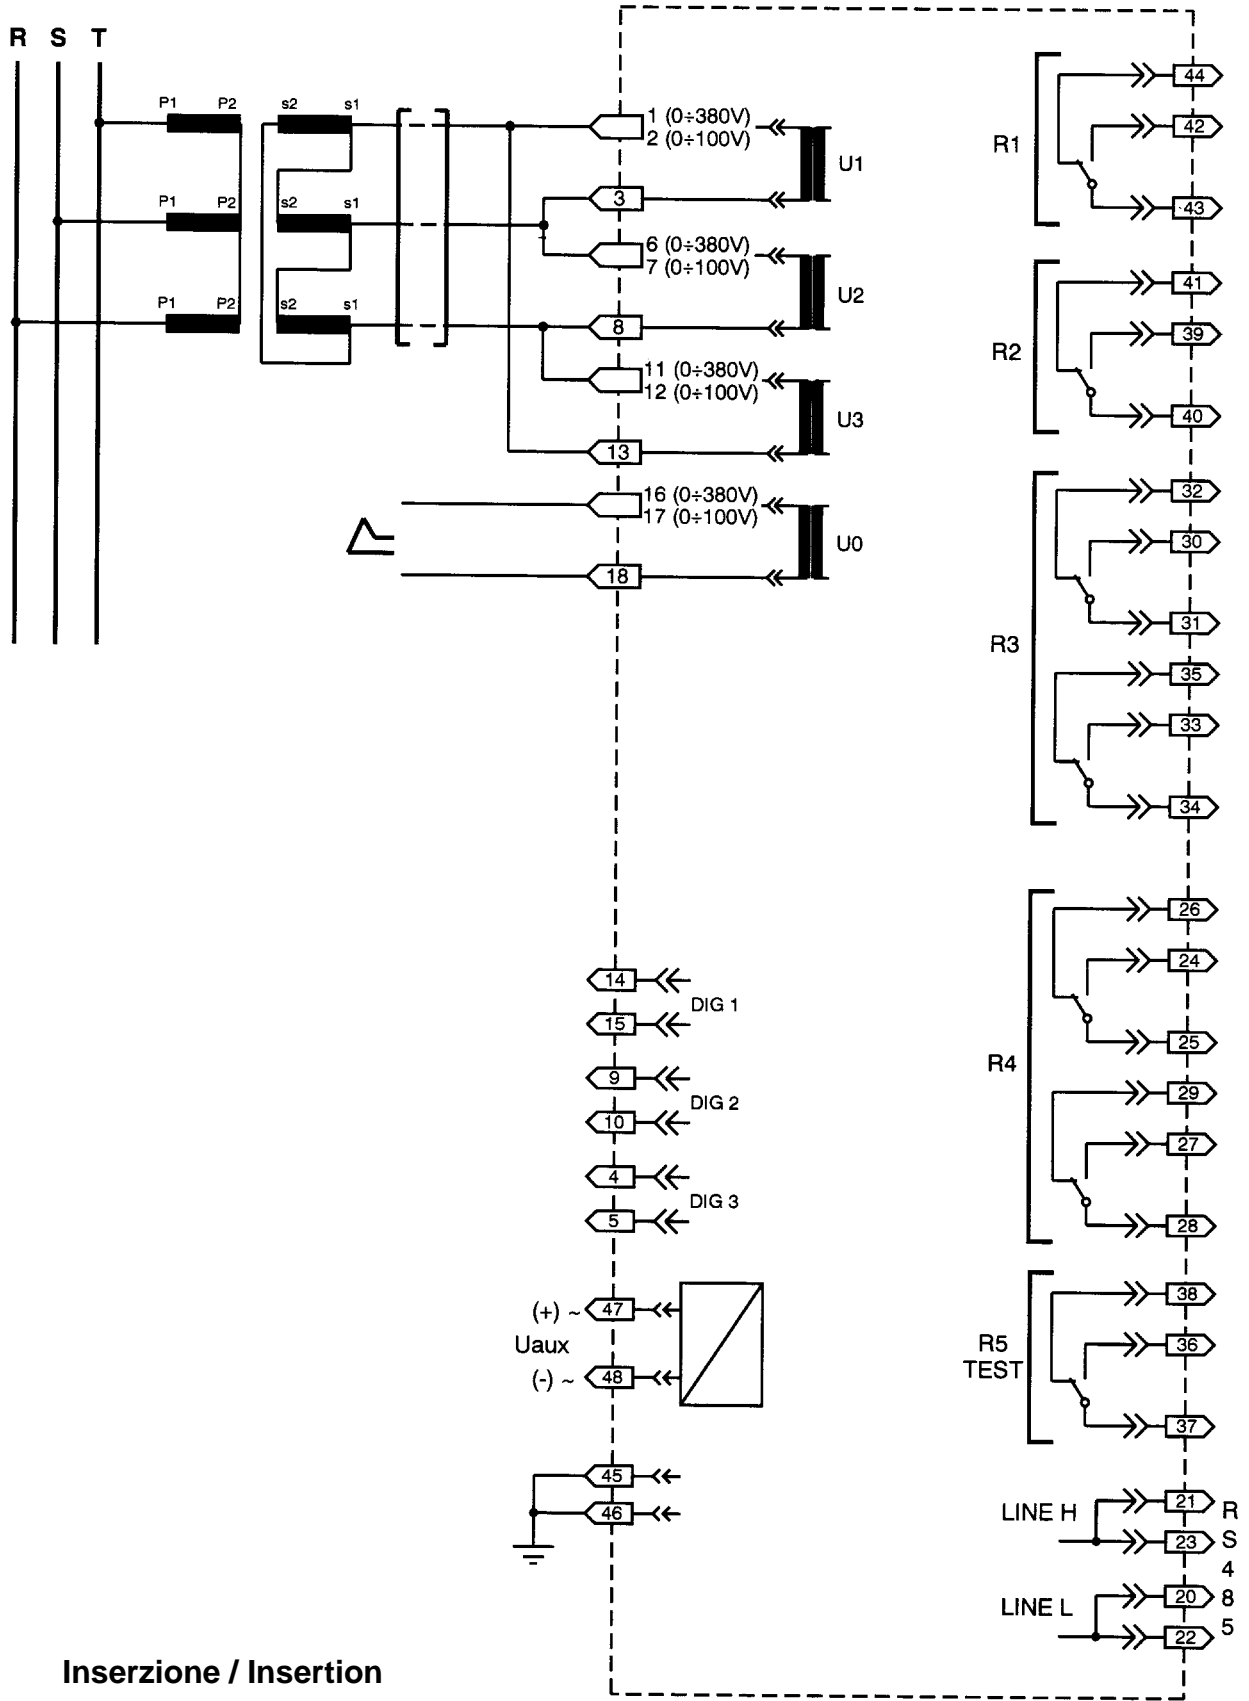 R S T
P1 P2 s2 s1
P1 P2 s2 s1
P1 P2 s2 s1
1 (0÷380V)
2 (0÷100V)
U1
3
6 (0÷380V)
7 (0÷100V)
U2
8
11 (0÷380V)
12 (0÷100V)
U3
13
16 (0÷380V)
17 (0÷100V)
U0
18
14
DIG 1
15
9
DIG 2
10
4
DIG 3
5
(+) ~ 47
Uaux
(-) ~ 48
45
46
R1
44
42
43
R2
41
39
40
R3
32
30
31
35
33
34
R4
26
24
25
29
27
28
R5
TEST
38
36
37
LINE H
21
23
LINE L
20
22
R
S
4
8
5
Inserzione / Insertion